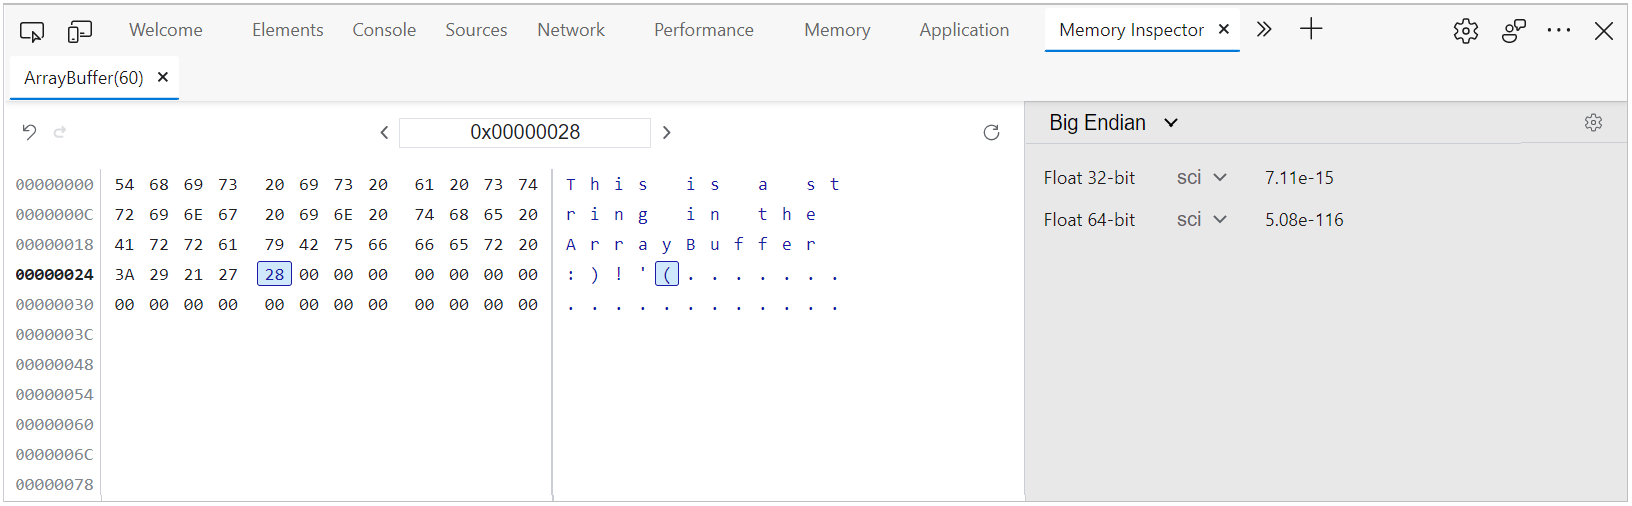 Welcome Elements Console Sources Network Performance Memory Application Memory Inspector
ArrayBuffer(60)
0x00000028
Big Endian
Float 32-bit sci 7.11e-15
Float 64-bit sci 5.08e-116
00000000 54 68 69 73 20 69 73 20 61 20 73 74 T h i s i s a s t
0000000C 72 69 6E 67 20 69 6E 20 74 68 65 20 r i n g i n t h e
00000018 41 72 72 61 79 42 75 66 66 65 72 20 A r r a y B u f f e r
00000024 3A 29 21 27 28 00 00 00 00 00 00 00 : ) ! ' ( . . . . . . .
00000030 00 00 00 00 00 00 00 00 00 00 00 00 . . . . . . . . . . . .
0000003C
00000048
00000054
00000060
0000006C
00000078